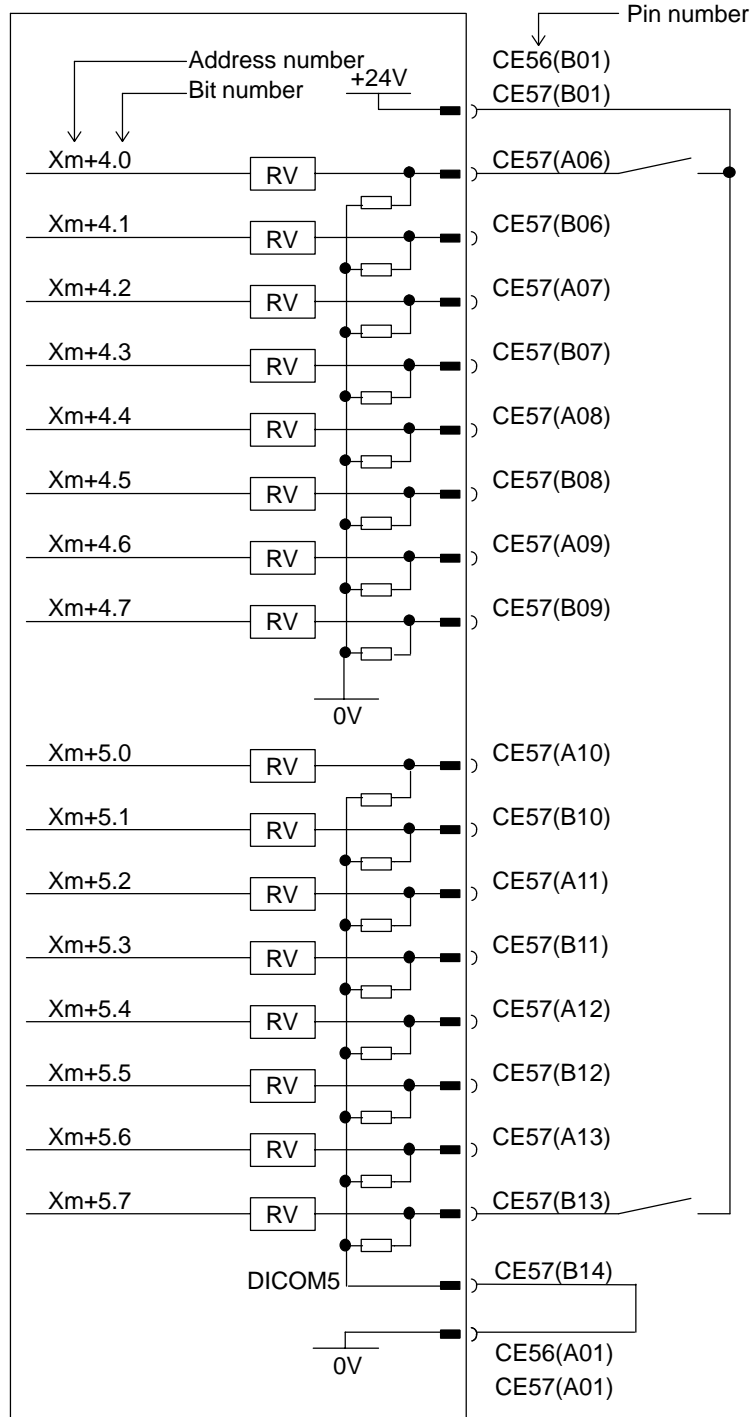 Pin number
Address number
Bit number
+24V
CE56(B01)
CE57(B01)
Xm+4.0 RV CE57(A06)
Xm+4.1 RV CE57(B06)
Xm+4.2 RV CE57(A07)
Xm+4.3 RV CE57(B07)
Xm+4.4 RV CE57(A08)
Xm+4.5 RV CE57(B08)
Xm+4.6 RV CE57(A09)
Xm+4.7 RV CE57(B09)
0V
Xm+5.0 RV CE57(A10)
Xm+5.1 RV CE57(B10)
Xm+5.2 RV CE57(A11)
Xm+5.3 RV CE57(B11)
Xm+5.4 RV CE57(A12)
Xm+5.5 RV CE57(B12)
Xm+5.6 RV CE57(A13)
Xm+5.7 RV CE57(B13)
DICOM5 CE57(B14)
0V
CE56(A01)
CE57(A01)